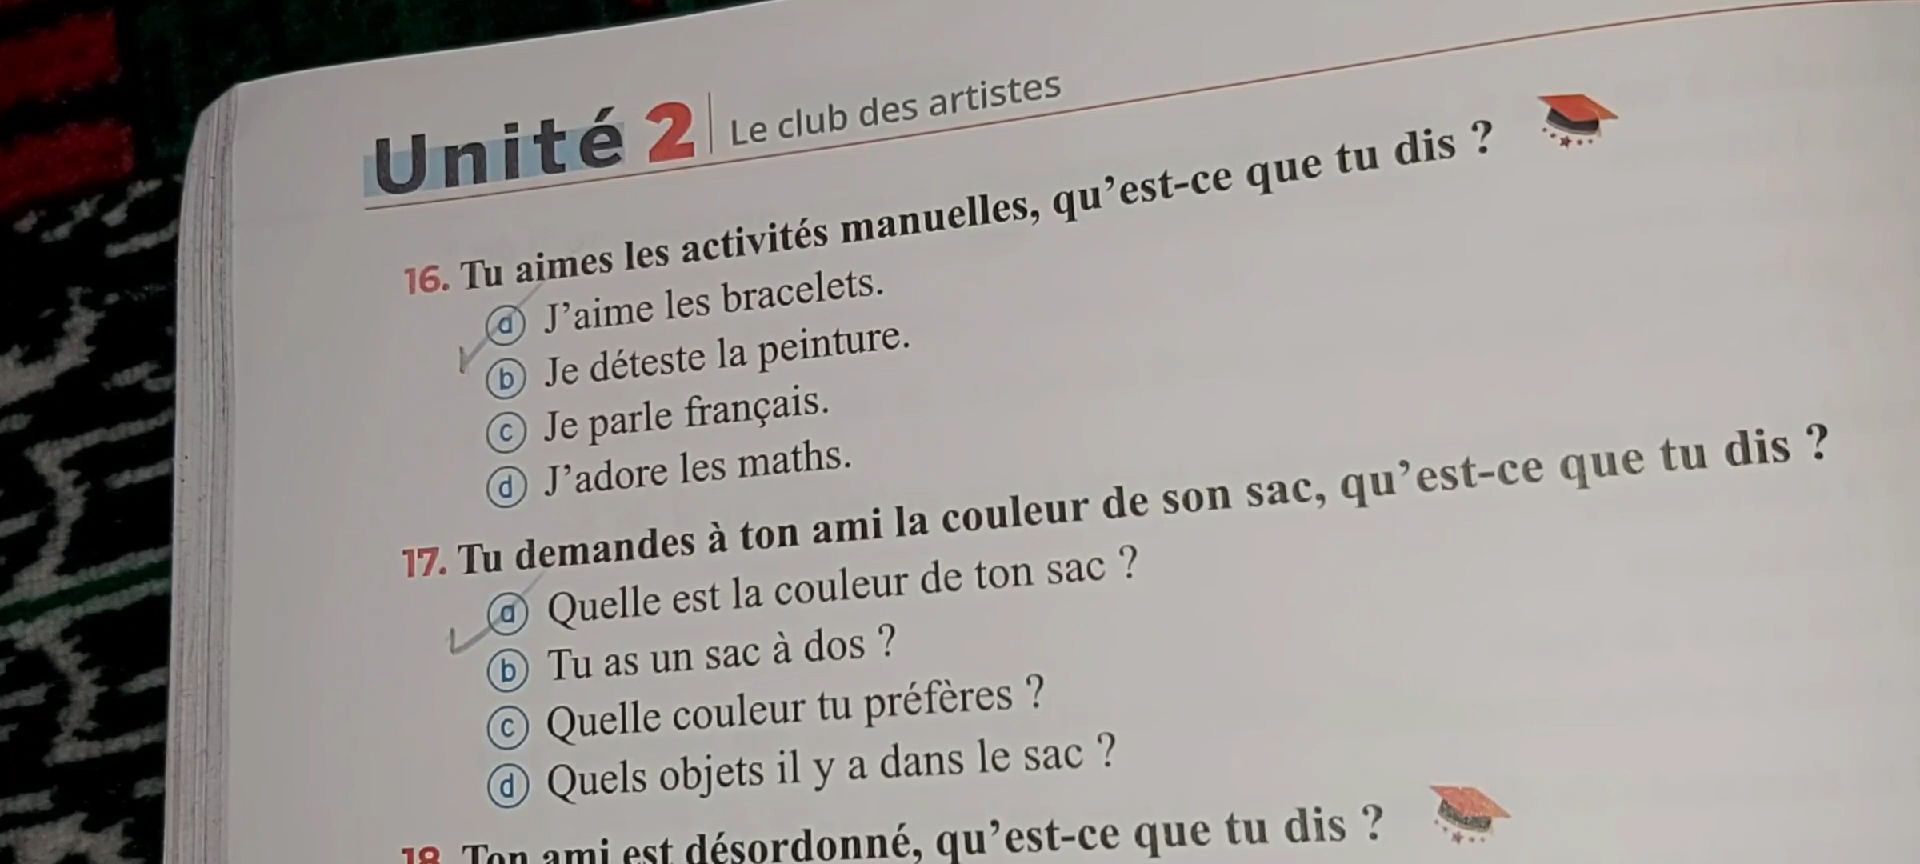 Unité 2 | Le club des artistes
16. Tu aimes les activités manuelles, qu'est-ce que tu dis ?
a J'aime les bracelets.
b Je déteste la peinture.
c Je parle français.
d J'adore les maths.
17. Tu demandes à ton ami la couleur de son sac, qu'est-ce que tu dis ?
a Quelle est la couleur de ton sac ?
b Tu as un sac à dos ?
c Quelle couleur tu préfères ?
d Quels objets il y a dans le sac ?
18. Ton ami est désordonné, qu'est-ce que tu dis ?